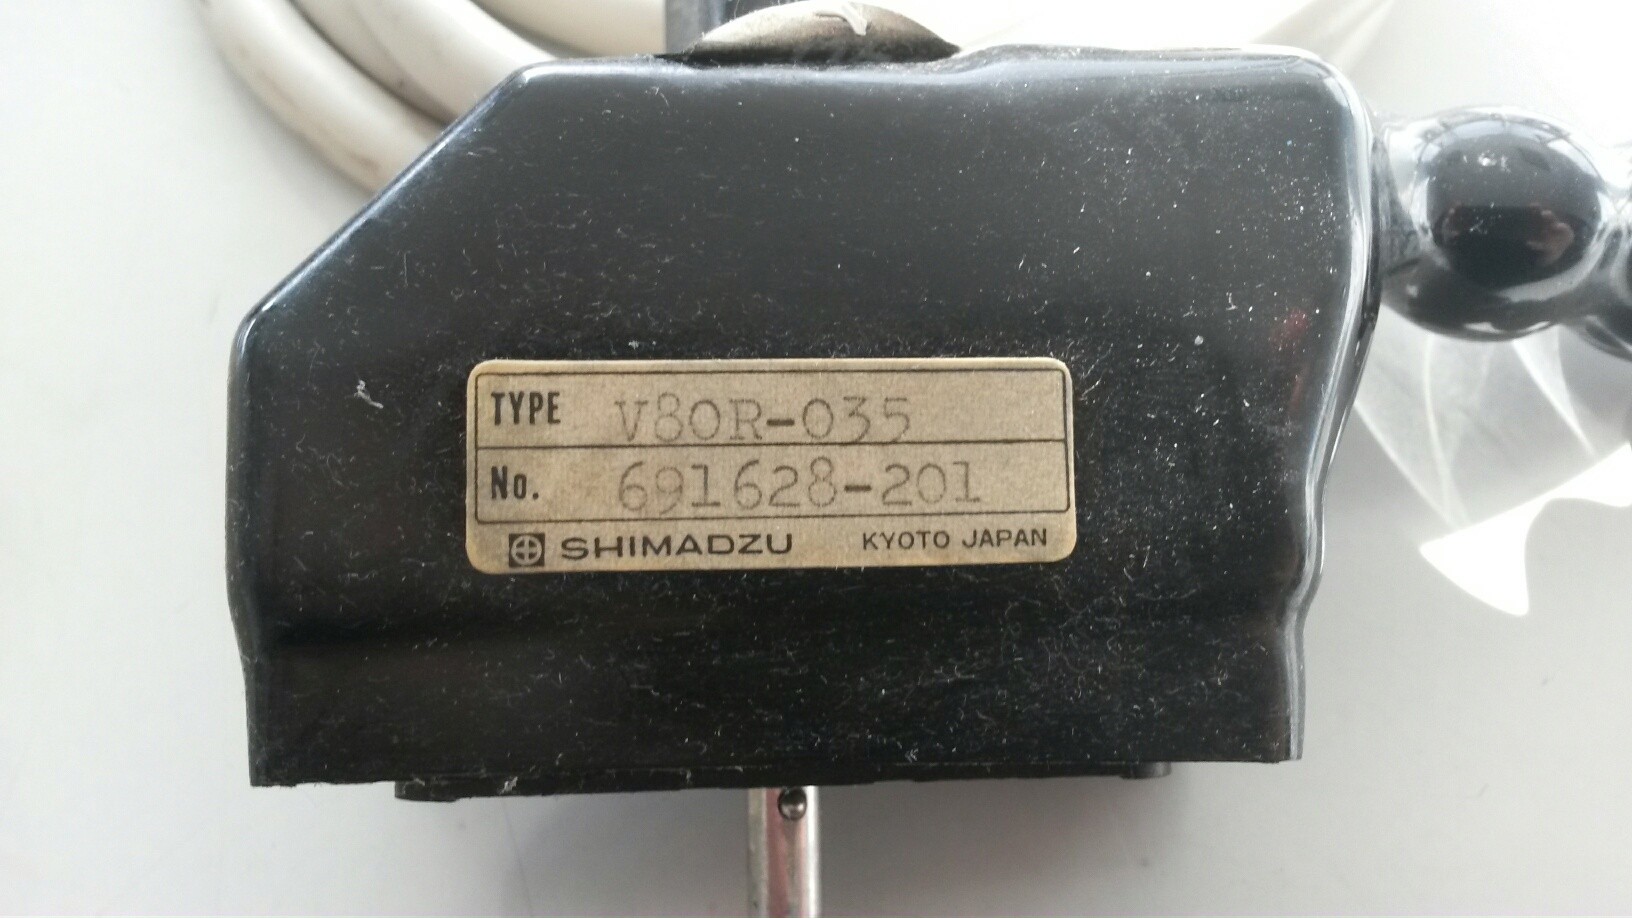 TYPE V80R-035
No. 691628-201
SHIMADZU KYOTO JAPAN